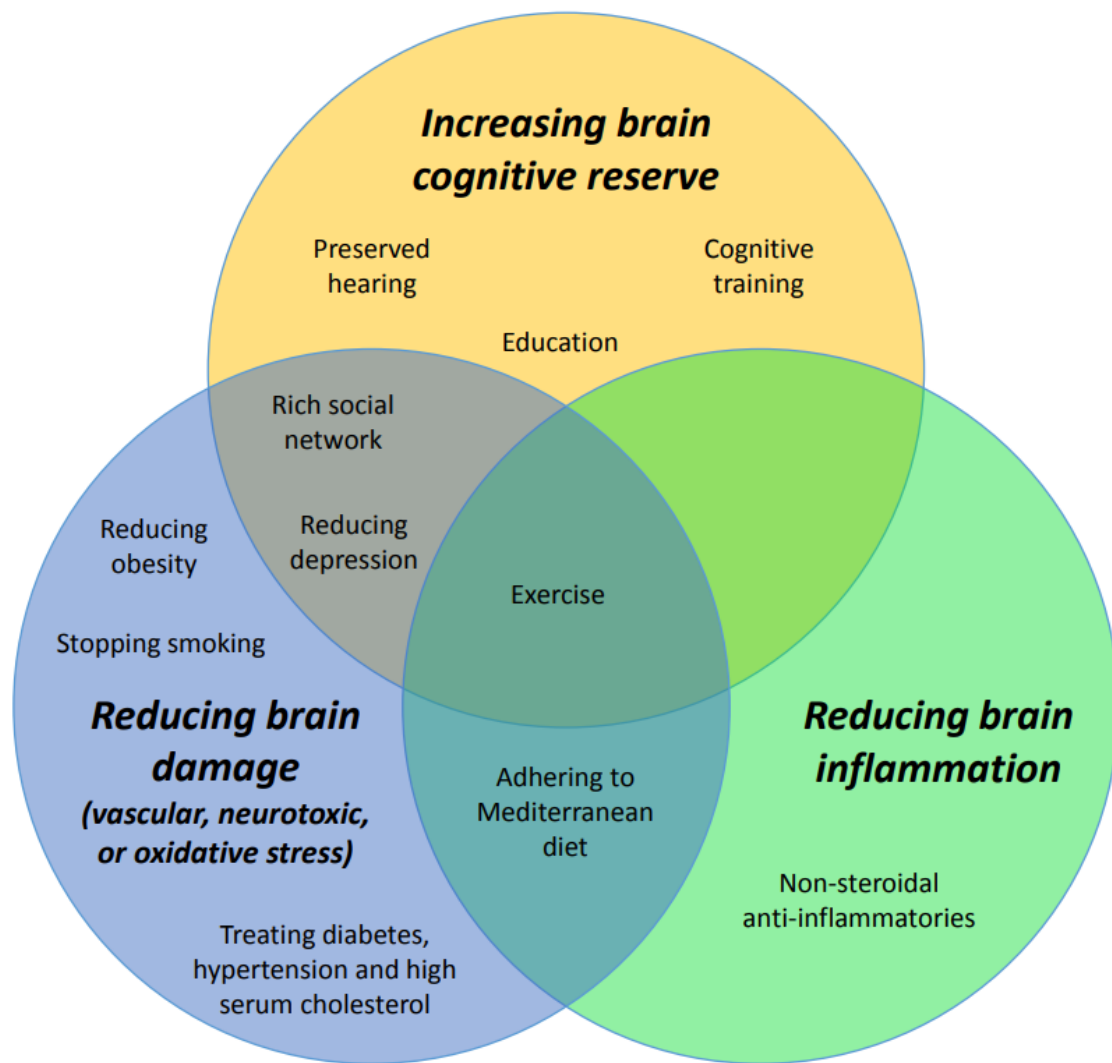 Increasing brain
cognitive reserve
Preserved
hearing
Cognitive
training
Education
Rich social
network
Reducing
obesity
Reducing
depression
Exercise
Stopping smoking
Reducing brain
damage
(vascular, neurotoxic,
or oxidative stress)
Reducing brain
inflammation
Adhering to
Mediterranean
diet
Non-steroidal
anti-inflammatories
Treating diabetes,
hypertension and high
serum cholesterol